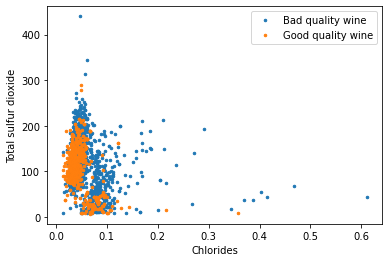 400
300
200
100
0
Total sulfur dioxide
Bad quality wine
Good quality wine
0.0 0.1 0.2 0.3 0.4 0.5 0.6
Chlorides